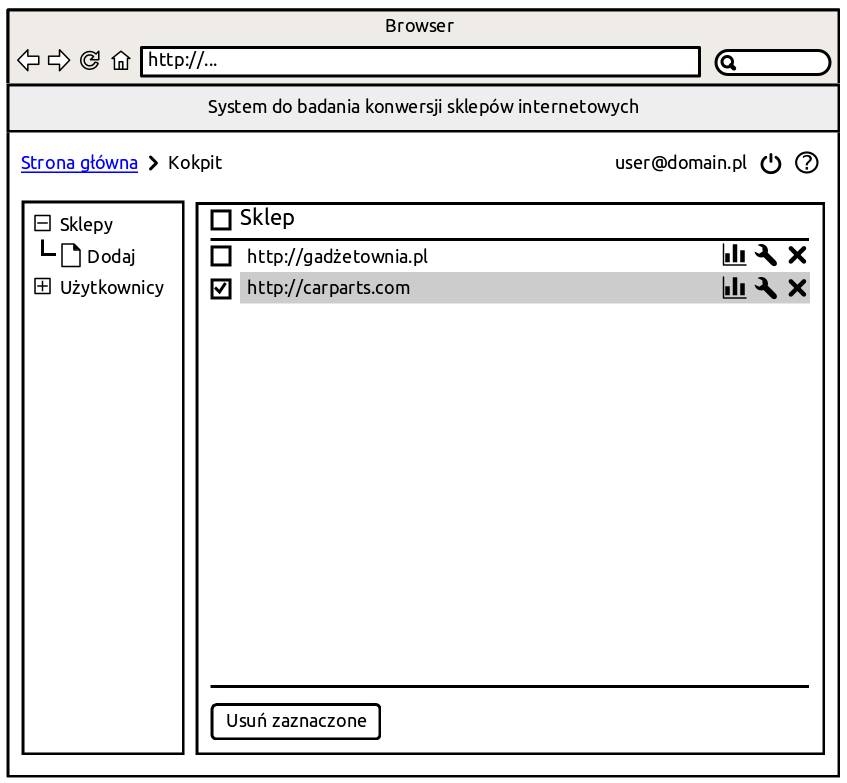 Browser
http://...
System do badania konwersji sklepów internetowych
Strona główna > Kokpit
user@domain.pl
Sklepy
Dodaj
Użytkownicy
Sklep
http://gadżetownia.pl
http://carparts.com
Usuń zaznaczone